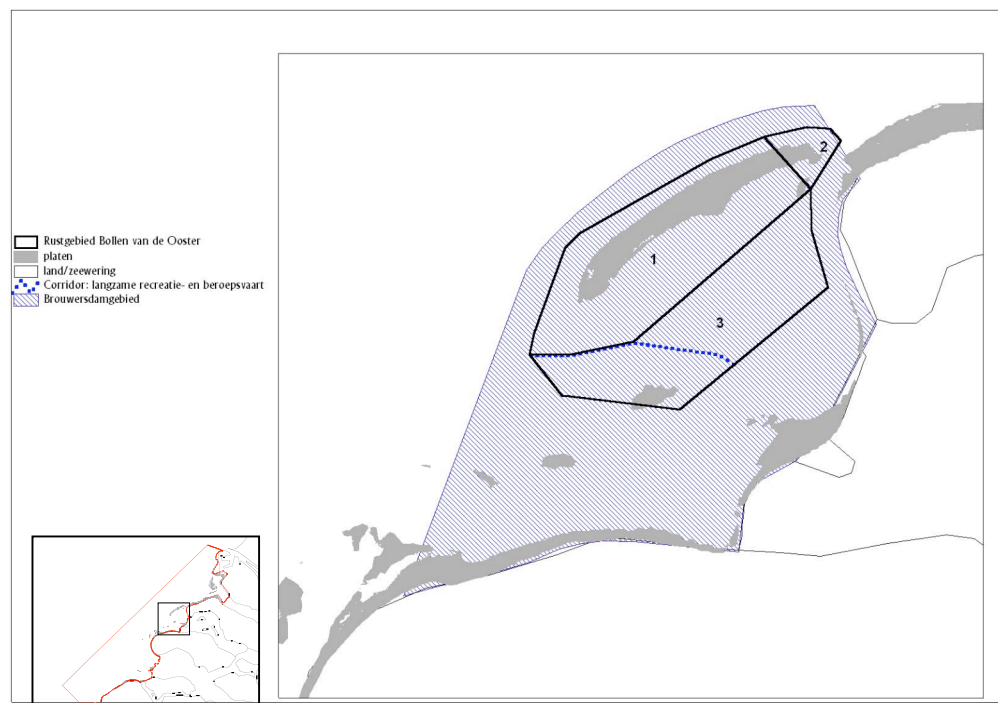 Rustgebied Bollen van de Ooster
platen
land/zeewering
Corridor: langzame recreatie- en beroepsvaart
Brouwersdamgebied
2
1
3